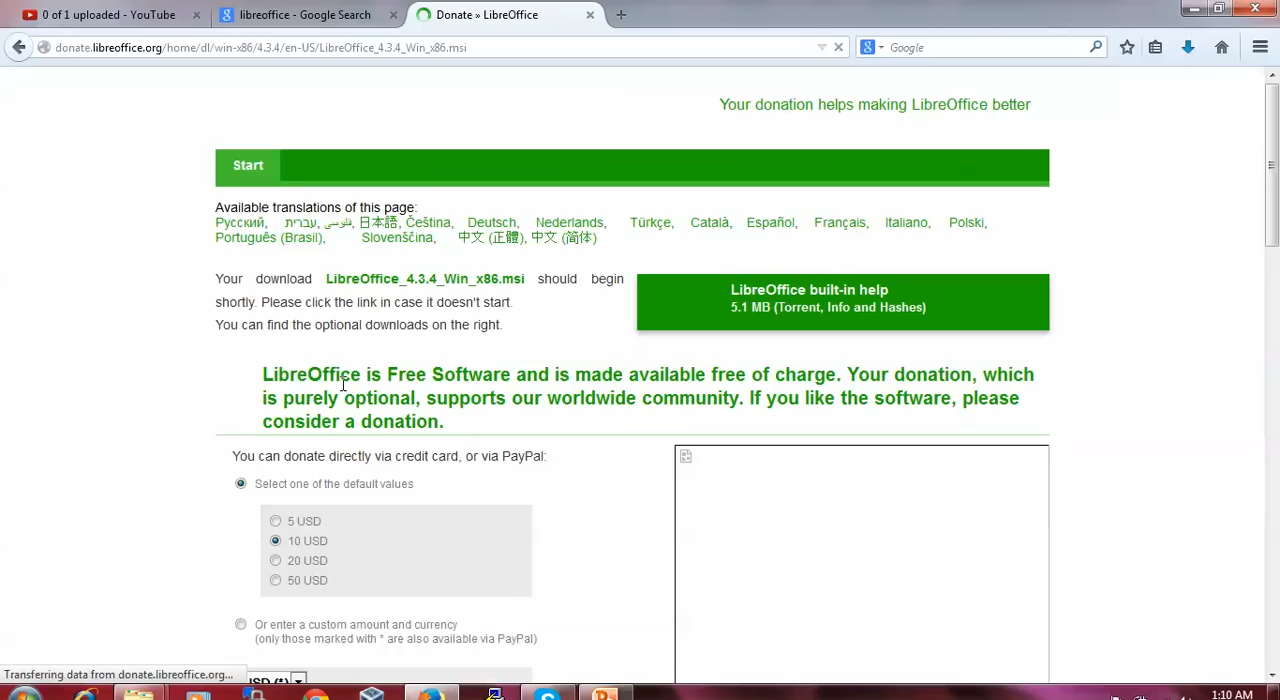 0 of 1 uploaded - YouTube
libreoffice - Google Search
Donate » LibreOffice
donate.libreoffice.org/home/dl/win-x86/4.3.4/en-US/LibreOffice_4.3.4_Win_x86.msi
Google
Your donation helps making LibreOffice better
Start
Available translations of this page:
Русский, עברית, فارسی, 日本語, Čeština, Deutsch, Nederlands, Türkçe, Català, Español, Français, Italiano, Polski,
Português (Brasil), Slovenščina, 中文 (正體), 中文 (简体)
Your download LibreOffice_4.3.4_Win_x86.msi should begin
shortly. Please click the link in case it doesn't start.
You can find the optional downloads on the right.
LibreOffice built-in help
5.1 MB (Torrent, Info and Hashes)
LibreOffice is Free Software and is made available free of charge. Your donation, which
is purely optional, supports our worldwide community. If you like the software, please
consider a donation.
You can donate directly via credit card, or via PayPal:
Select one of the default values
5 USD
10 USD
20 USD
50 USD
Or enter a custom amount and currency
(only those marked with * are also available via PayPal)
USD (*)
Transferring data from donate.libreoffice.org...
1:10 AM